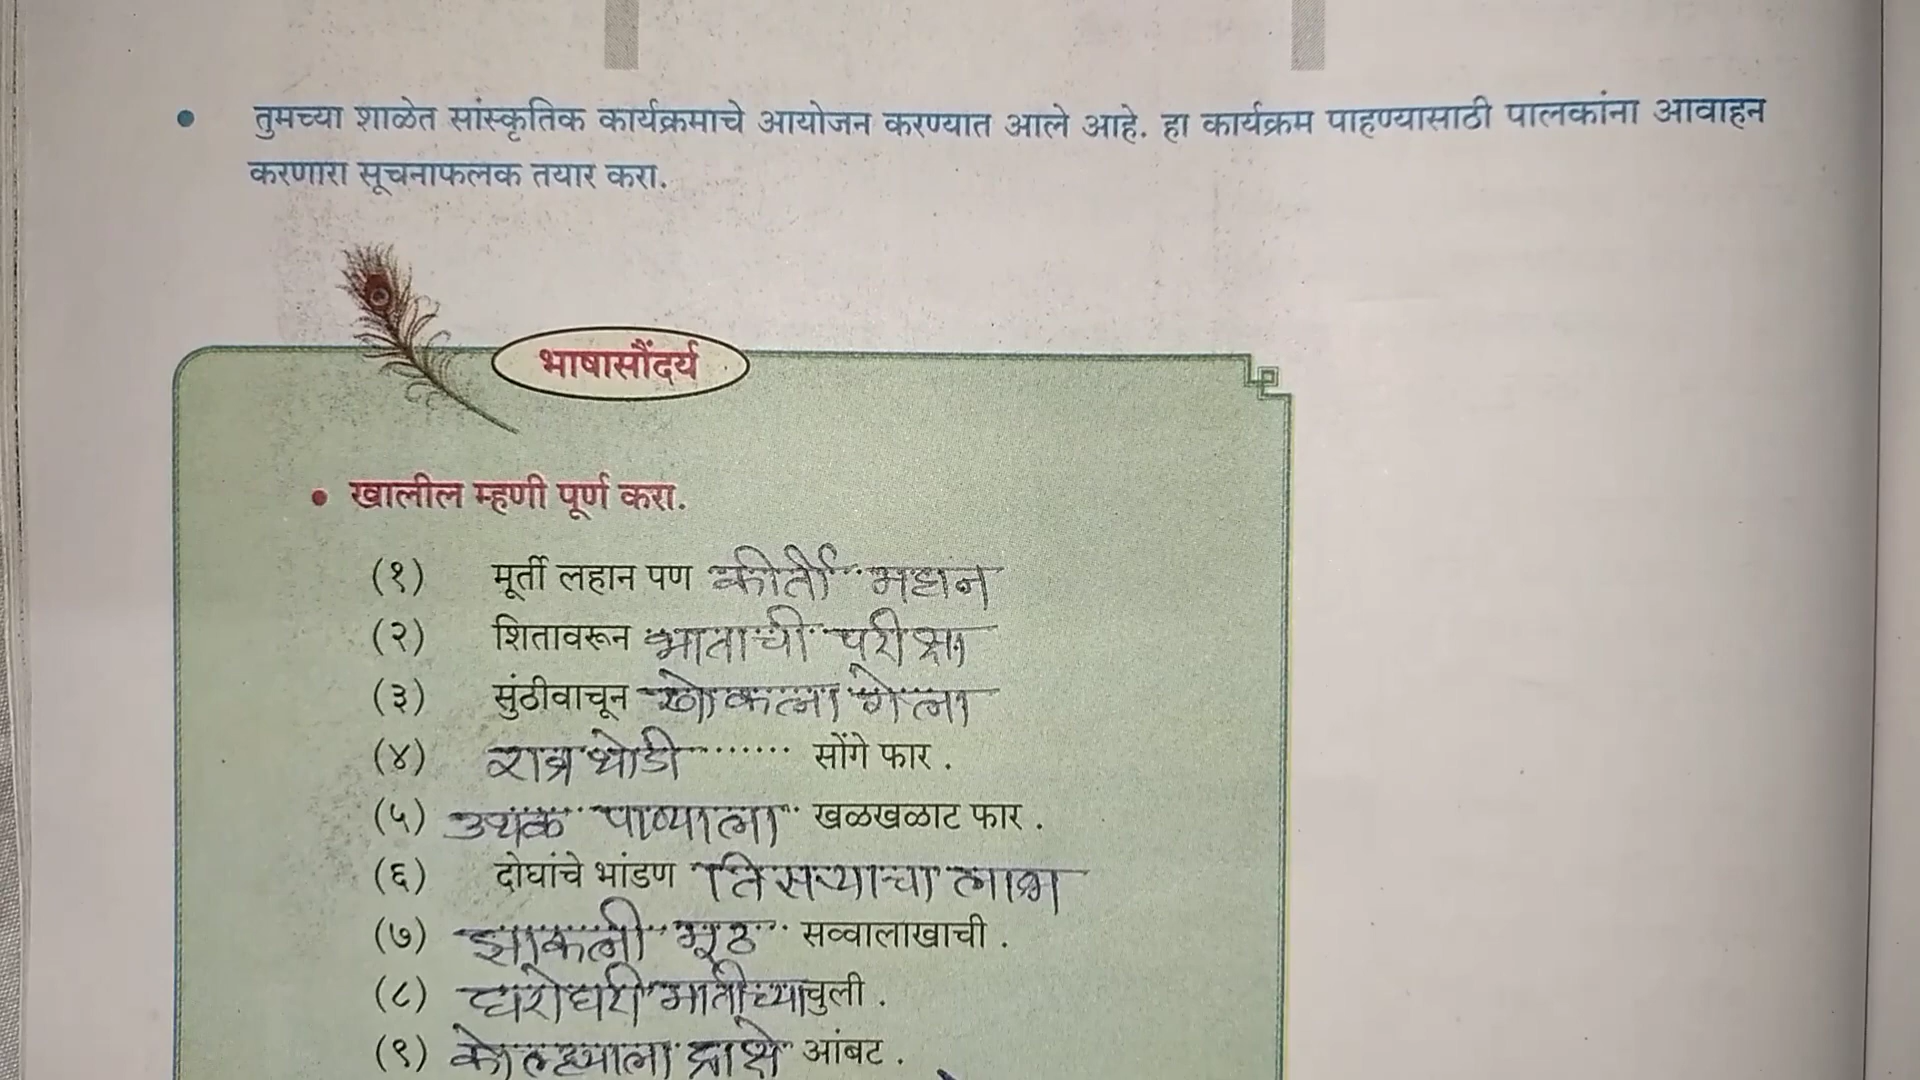 • तुमच्या शाळेत सांस्कृतिक कार्यक्रमाचे आयोजन करण्यात आले आहे. हा कार्यक्रम पाहण्यासाठी पालकांना आवाहन
करणारा सूचनाफलक तयार करा.
भाषासौंदर्य
• खालील म्हणी पूर्ण करा.
(१) मूर्ती लहान पण कीर्ती महान
(२) शितावरून भाताची परीक्षा
(३) सुंठीवाचून खोकला गेला
(४) रात्र थोडी ....... सोंगे फार .
(५) उथळ पाण्याला खळखळाट फार .
(६) दोघांचे भांडण तिसऱ्याचा लाभ
(७) झाकली मूठ सव्वालाखाची .
(८) घरोघरी मातीच्या चुली .
(९) कोल्ह्याला द्राक्षे आंबट .